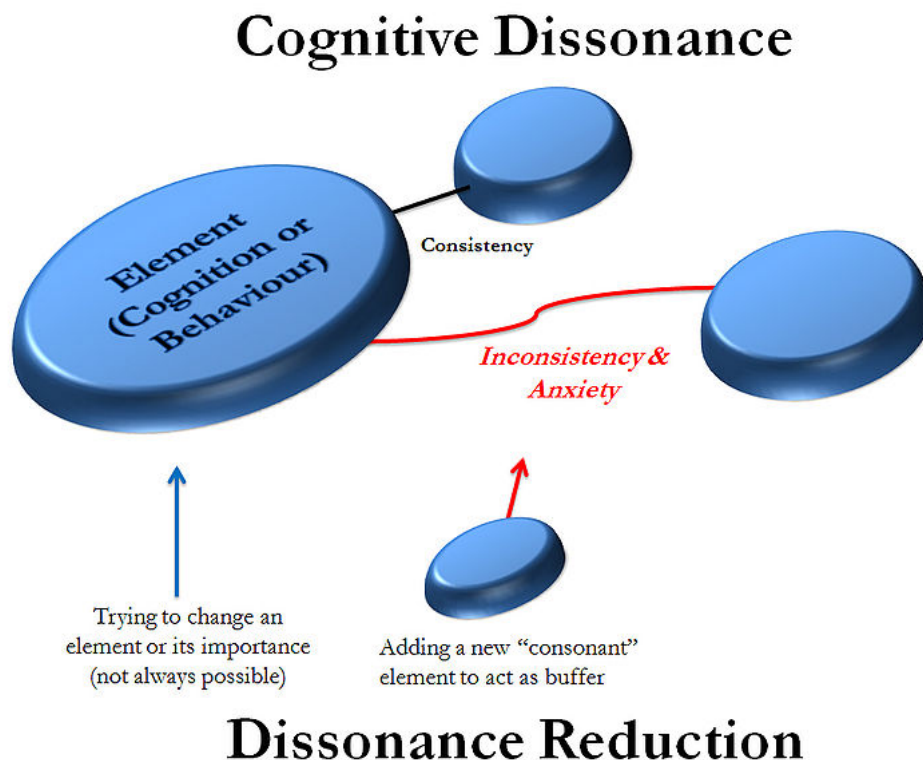 Cognitive Dissonance
Element
(Cognition or
Behaviour)
Consistency
Inconsistency &
Anxiety
Trying to change an
element or its importance
(not always possible)
Adding a new “consonant”
element to act as buffer
Dissonance Reduction